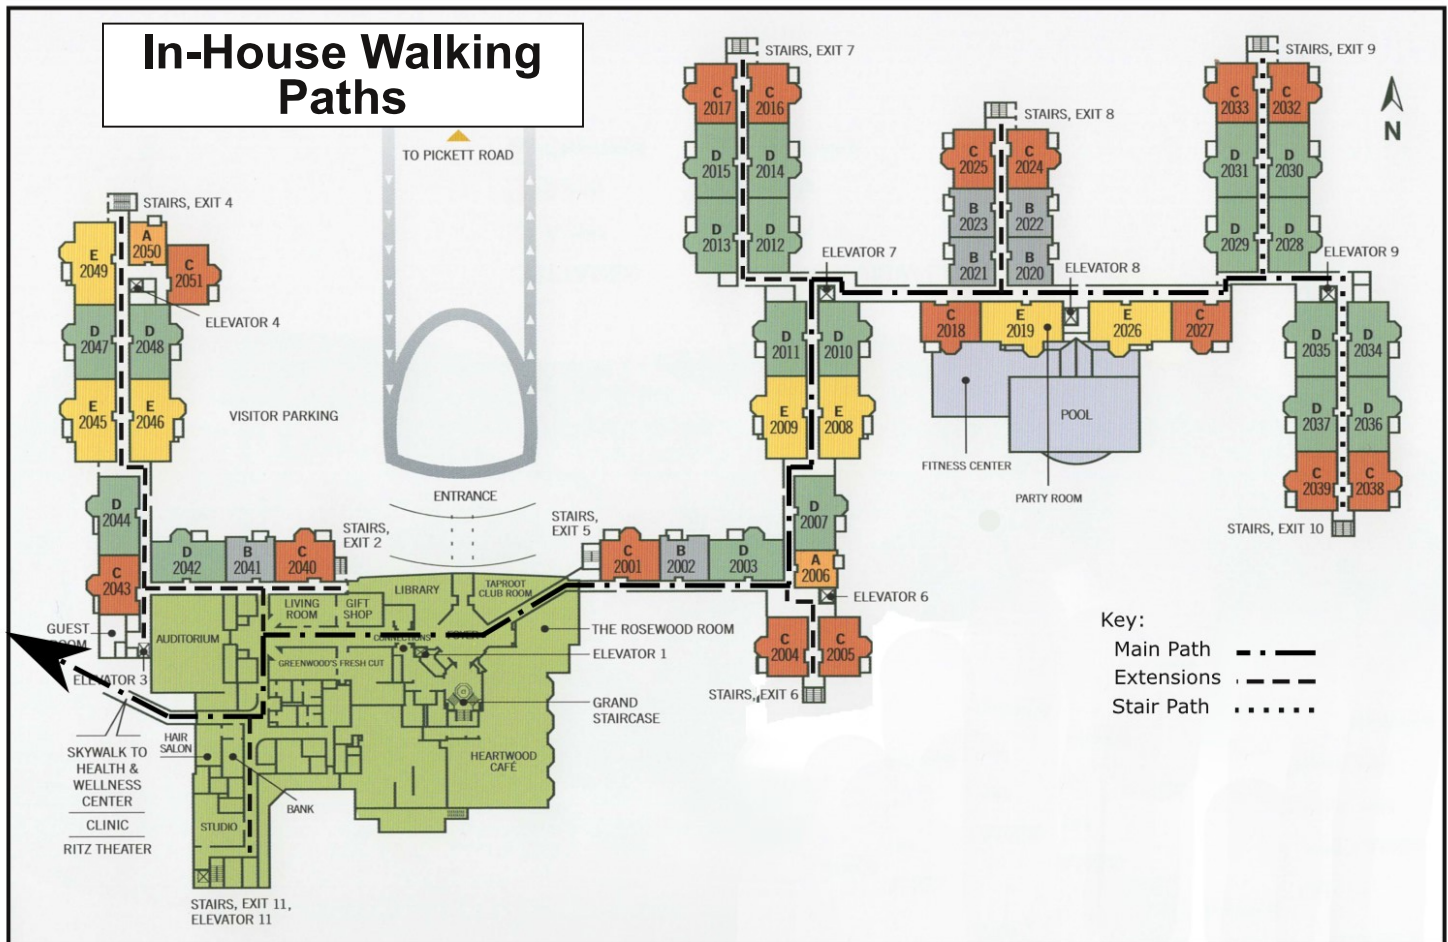 In-House Walking
Paths
TO PICKETT ROAD
STAIRS, EXIT 7
STAIRS, EXIT 9
N
C
2017
C
2016
D
2015
D
2014
D
2013
D
2012
STAIRS, EXIT 8
C
2025
C
2024
B
2023
B
2022
B
2021
B
2020
C
2033
C
2032
D
2031
D
2030
D
2029
D
2028
ELEVATOR 7
ELEVATOR 8
ELEVATOR 9
STAIRS, EXIT 4
E
2049
A
2050
C
2051
ELEVATOR 4
D
2047
D
2048
E
2045
E
2046
VISITOR PARKING
D
2011
D
2010
E
2009
E
2008
C
2018
E
2019
E
2026
C
2027
POOL
FITNESS CENTER
PARTY ROOM
D
2035
D
2034
D
2037
D
2036
C
2039
C
2038
STAIRS, EXIT 10
ENTRANCE
D
2044
C
2043
D
2042
B
2041
C
2040
STAIRS,
EXIT 2
STAIRS,
EXIT 5
C
2001
B
2002
D
2003
D
2007
A
2006
ELEVATOR 6
C
2004
C
2005
STAIRS, EXIT 6
LIBRARY
TAPROOT
CLUB ROOM
LIVING
ROOM
GIFT
SHOP
AUDITORIUM
CONNECTIONS
FOYER
GREENWOOD'S FRESH CUT
THE ROSEWOOD ROOM
ELEVATOR 1
GRAND
STAIRCASE
HEARTWOOD
CAFÉ
GUEST
ROOM
ELEVATOR 3
SKYWALK TO
HEALTH &
WELLNESS
CENTER
CLINIC
RITZ THEATER
HAIR
SALON
BANK
STUDIO
STAIRS, EXIT 11,
ELEVATOR 11
Key:
Main Path
Extensions
Stair Path